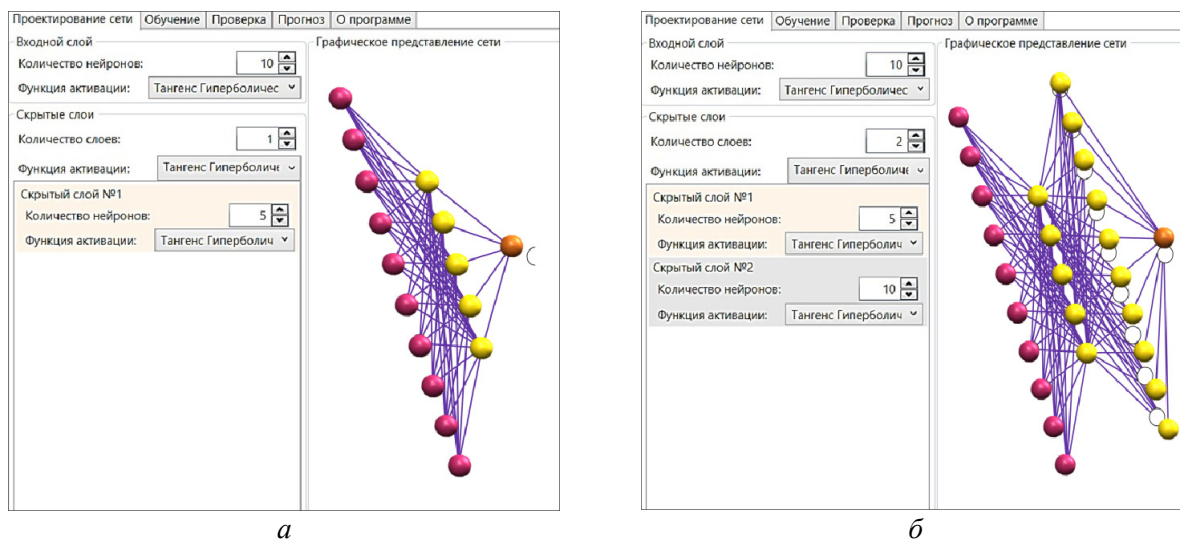 Проектирование сети Обучение Проверка Прогноз О программе
Входной слой
Количество нейронов: 10
Функция активации: Тангенс Гиперболичес
Скрытые слои
Количество слоев: 1
Функция активации: Тангенс Гиперболиче
Скрытый слой №1
Количество нейронов: 5
Функция активации: Тангенс Гиперболич
Графическое представление сети
а
Проектирование сети Обучение Проверка Прогноз О программе
Входной слой
Количество нейронов: 10
Функция активации: Тангенс Гиперболичес
Скрытые слои
Количество слоев: 2
Функция активации: Тангенс Гиперболиче
Скрытый слой №1
Количество нейронов: 5
Функция активации: Тангенс Гиперболич
Скрытый слой №2
Количество нейронов: 10
Функция активации: Тангенс Гиперболич
Графическое представление сети
б